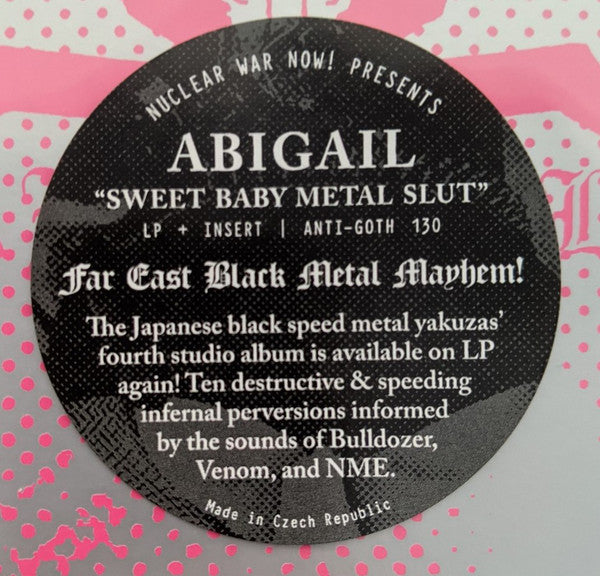 NUCLEAR WAR NOW! PRESENTS
ABIGAIL
“SWEET BABY METAL SLUT”
LP + INSERT | ANTI-GOTH 130
Far East Black Metal Mayhem!
The Japanese black speed metal yakuzas’
fourth studio album is available on LP
again! Ten destructive & speeding
infernal perversions informed
by the sounds of Bulldozer,
Venom, and NME.
Made in Czech Republic